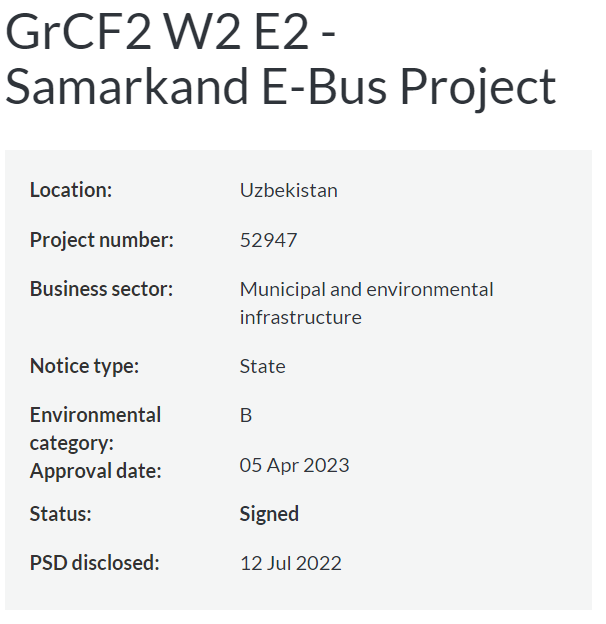 GrCF2 W2 E2 -
Samarkand E-Bus Project
Location: Uzbekistan
Project number: 52947
Business sector: Municipal and environmental
infrastructure
Notice type: State
Environmental B
category:
Approval date: 05 Apr 2023
Status: Signed
PSD disclosed: 12 Jul 2022